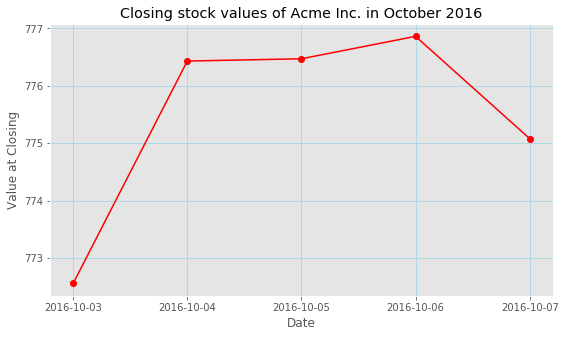 Closing stock values of Acme Inc. in October 2016
777
776
775
774
773
Value at Closing
2016-10-03 2016-10-04 2016-10-05 2016-10-06 2016-10-07
Date